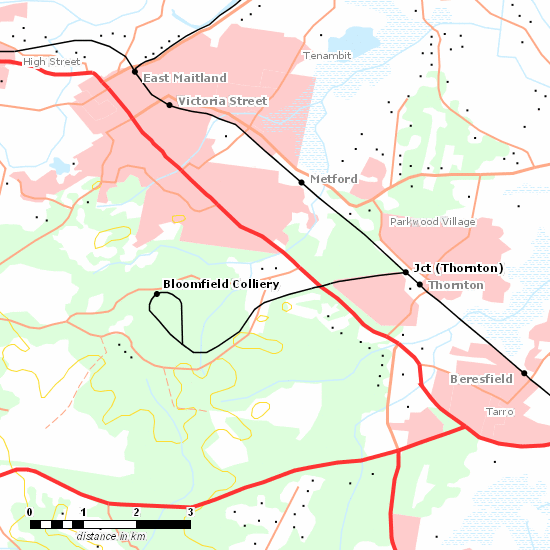 Tenambit
High Street
East Maitland
Victoria Street
Metford
Parkwood Village
Jct (Thornton)
Bloomfield Colliery
Thornton
Beresfield
Tarro
0 1 2 3
distance in km